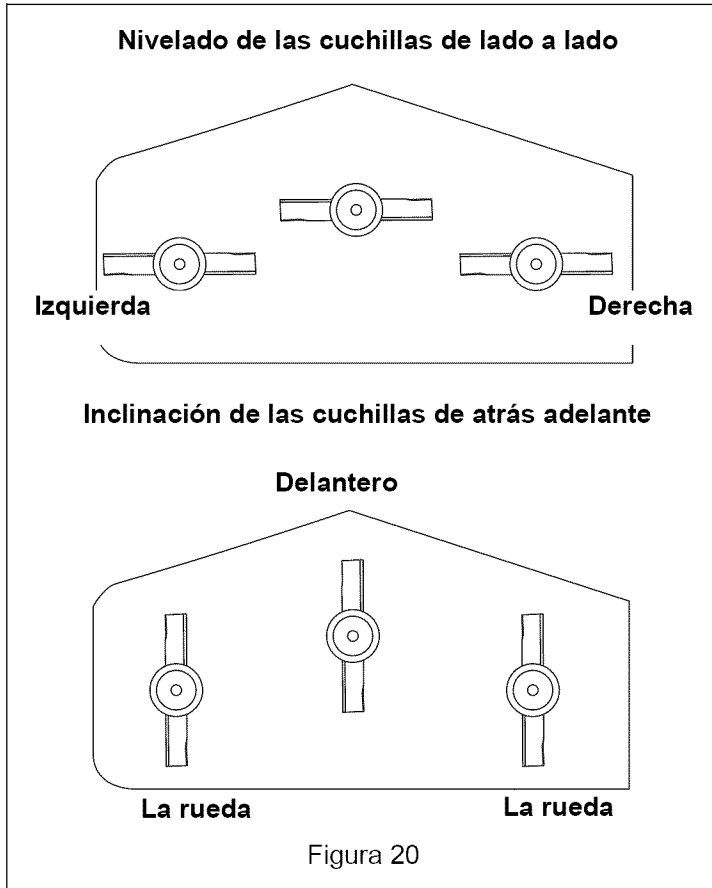 Nivelado de las cuchillas de lado a lado
Izquierda
Derecha
Inclinación de las cuchillas de atrás adelante
Delantero
La rueda
La rueda
Figura 20